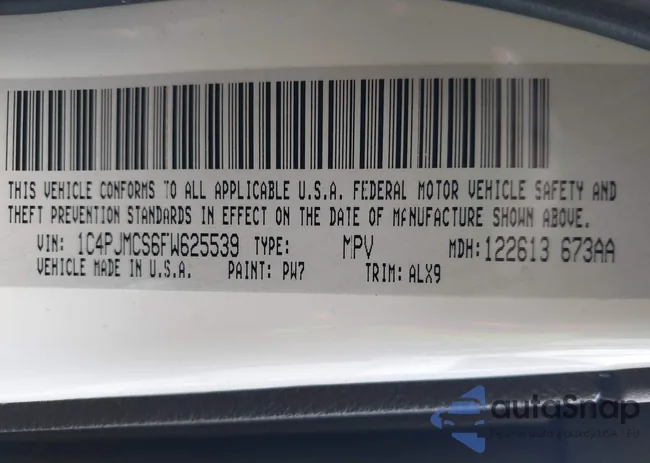 THIS VEHICLE CONFORMS TO ALL APPLICABLE U.S.A. FEDERAL MOTOR VEHICLE SAFETY AND
THEFT PREVENTION STANDARDS IN EFFECT ON THE DATE OF MANUFACTURE SHOWN ABOVE.
VIN: 1C4PJMCS6FW625539 TYPE: MPV MDH: 122613 673AA
VEHICLE MADE IN U.S.A. PAINT: PW7 TRIM: ALX9
autoSnap